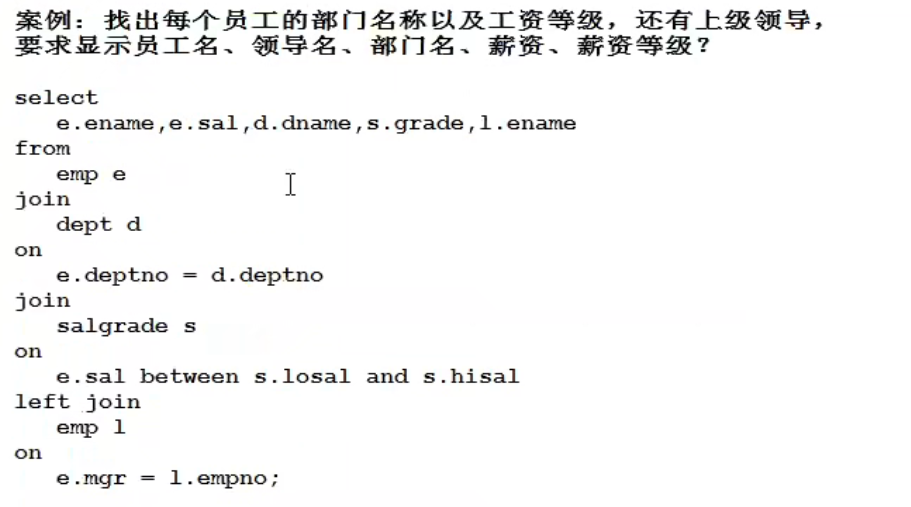 案例：找出每个员工的部门名称以及工资等级，还有上级领导，
要求显示员工名、领导名、部门名、薪资、薪资等级？
select
e.ename,e.sal,d.dname,s.grade,l.ename
from
emp e
join
dept d
on
e.deptno = d.deptno
join
salgrade s
on
e.sal between s.losal and s.hisal
left join
emp l
on
e.mgr = l.empno;